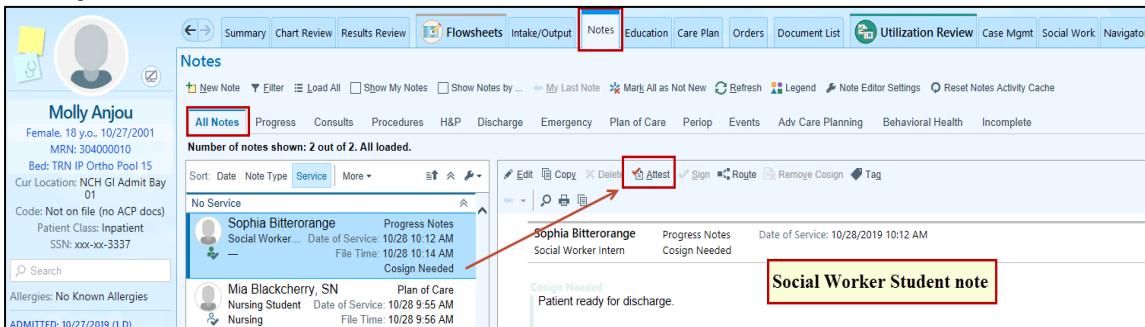 Summary Chart Review Results Review Flowsheets Intake/Output Notes Education Care Plan Orders Document List Utilization Review Case Mgmt Social Work Navigator
Notes
New Note Filter Load All Show My Notes Show Notes by ... My Last Note Mark All as Not New Refresh Legend Note Editor Settings Reset Notes Activity Cache
All Notes Progress Consults Procedures H&P Discharge Emergency Plan of Care Periop Events Adv Care Planning Behavioral Health Incomplete
Number of notes shown: 2 out of 2. All loaded.
Molly Anjou
Female, 18 y.o., 10/27/2001
MRN: 304000010
Bed: TRN IP Ortho Pool 15
Cur Location: NCH GI Admit Bay
01
Code: Not on file (no ACP docs)
Patient Class: Inpatient
SSN: xxx-xx-3337
Search
Allergies: No Known Allergies
ADMITTED: 10/27/2019 (1 D)
Sort: Date Note Type Service More
No Service
Sophia Bitterorange Progress Notes
Social Worker... Date of Service: 10/28 10:12 AM
— File Time: 10/28 10:14 AM
Cosign Needed
Mia Blackcherry, SN Plan of Care
Nursing Student Date of Service: 10/28 9:55 AM
Nursing File Time: 10/28 9:56 AM
Edit Copy Delete Attest Sign Route Remove Cosign Tag
Sophia Bitterorange Progress Notes Date of Service: 10/28/2019 10:12 AM
Social Worker Intern Cosign Needed
Cosign Needed
Patient ready for discharge.
Social Worker Student note